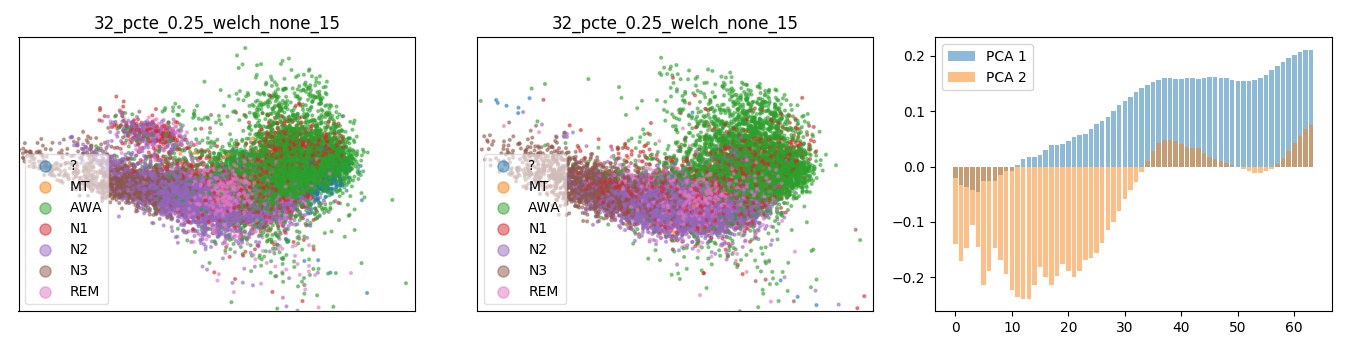 32_pcte_0.25_welch_none_15
?
MT
AWA
N1
N2
N3
REM
32_pcte_0.25_welch_none_15
?
MT
AWA
N1
N2
N3
REM
PCA 1
PCA 2
0.2
0.1
0.0
−0.1
−0.2
0 10 20 30 40 50 60